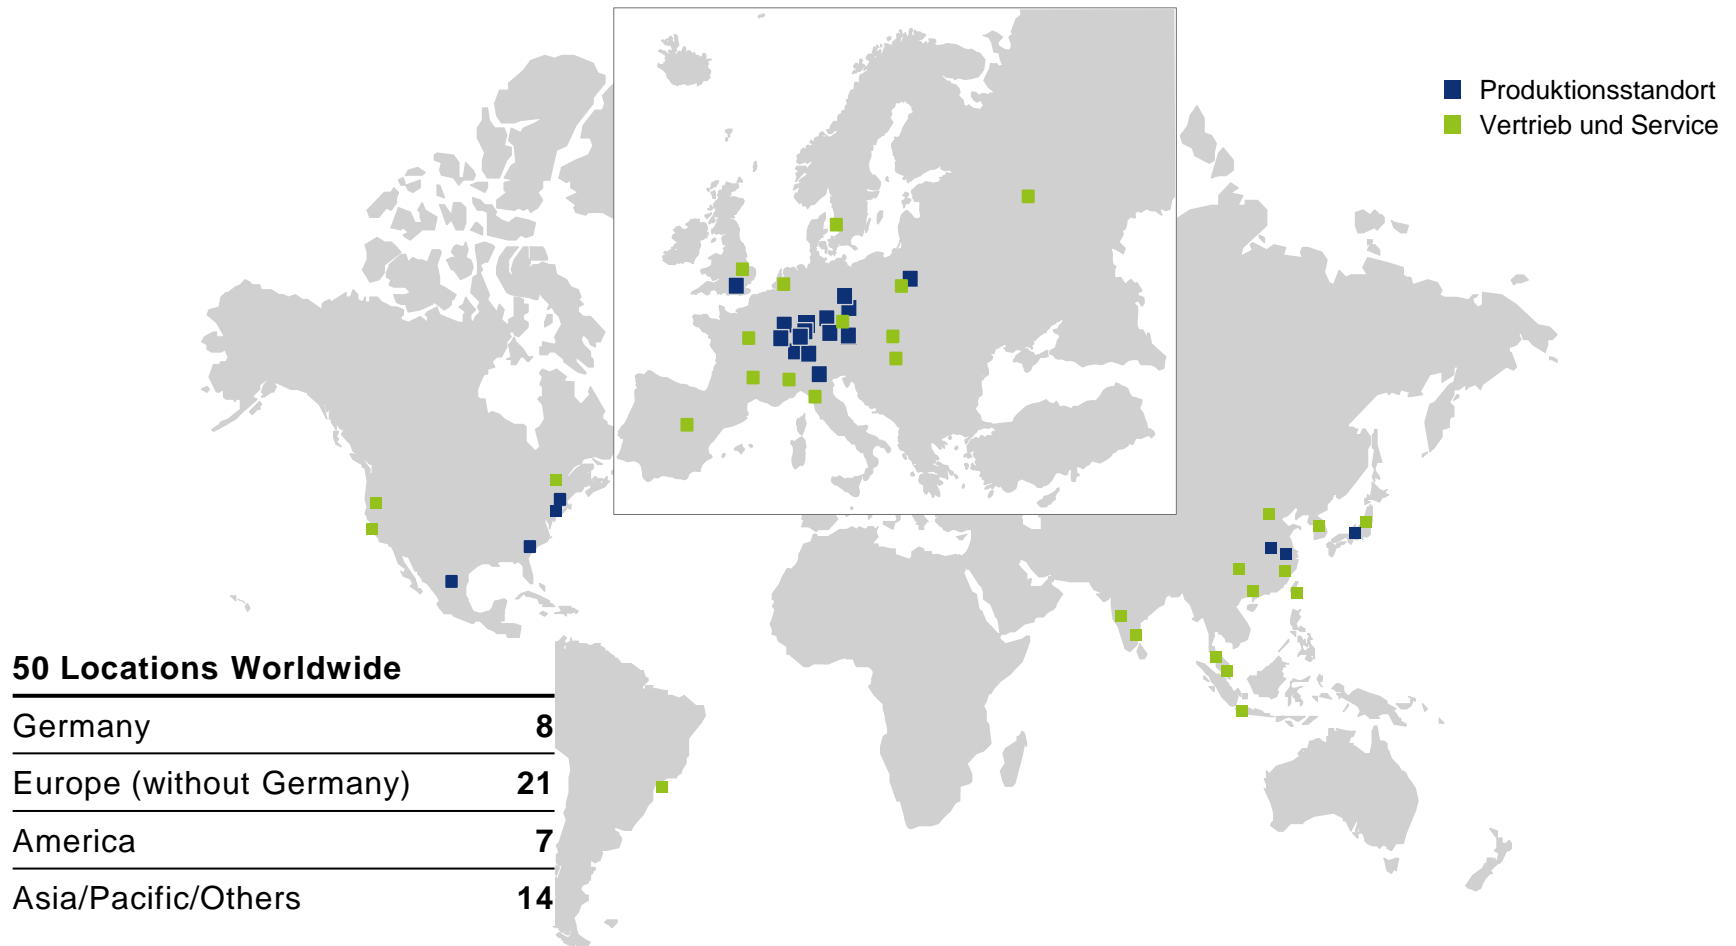 Produktionsstandort
Vertrieb und Service
50 Locations Worldwide
Germany 8
Europe (without Germany) 21
America 7
Asia/Pacific/Others 14